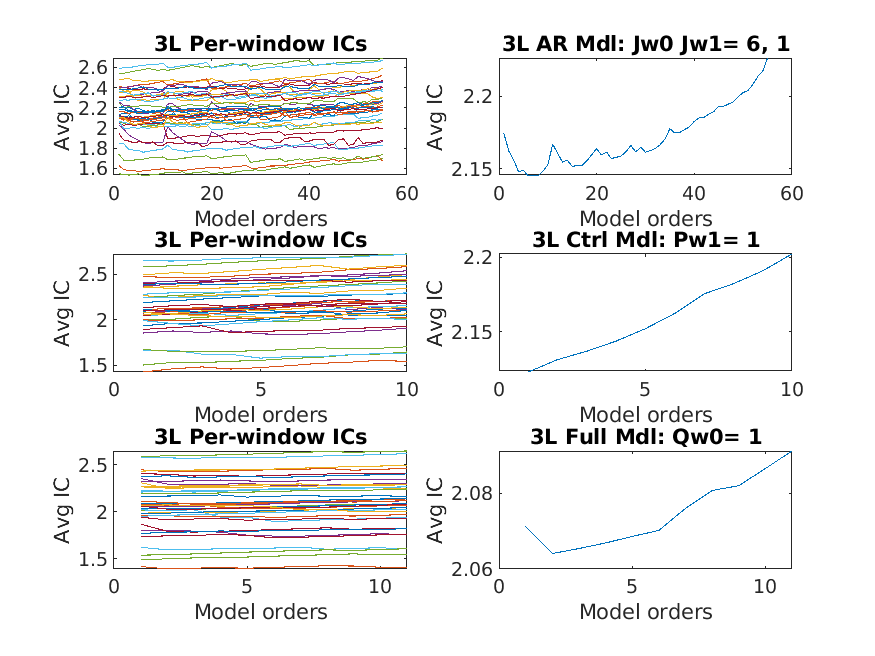 3L Per-window ICs
3L AR Mdl: Jw0 Jw1= 6, 1
2.6
2.4
2.2
2
1.8
1.6
Avg IC
0
20
40
60
Model orders
2.2
2.15
Avg IC
0
20
40
60
Model orders
3L Per-window ICs
3L Ctrl Mdl: Pw1= 1
2.5
2
1.5
Avg IC
0
5
10
Model orders
2.2
2.15
Avg IC
0
5
10
Model orders
3L Per-window ICs
3L Full Mdl: Qw0= 1
2.5
2
1.5
Avg IC
0
5
10
Model orders
2.08
2.06
Avg IC
0
5
10
Model orders